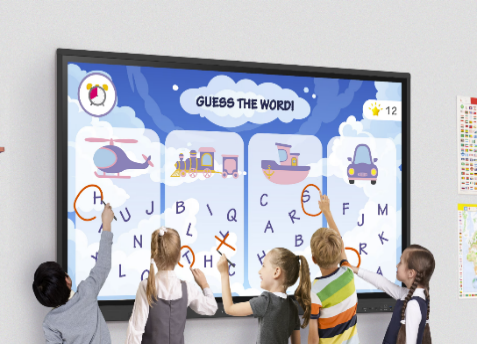 GUESS THE WORD!
12
H
U J
A
N
Y L O
B I Q
L
T H C
C S
A R
B
H
F J M
R K
A